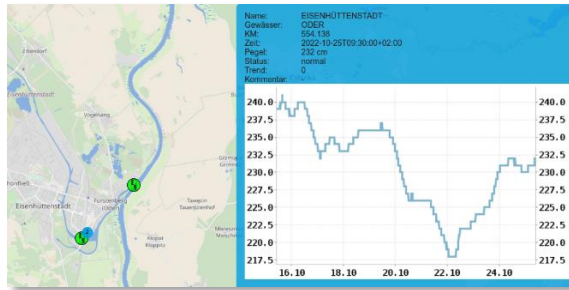 Name: EISENHÜTTENSTADT
Gewässer: ODER
KM: 554.138
Zeit: 2022-10-25T09:30:00+02:00
Pegel: 232 cm
Status: normal
Trend: 0
Kommentar: -
240.0 240.0
237.5 237.5
235.0 235.0
232.5 232.5
230.0 230.0
227.5 227.5
225.0 225.0
222.5 222.5
220.0 220.0
217.5 217.5
16.10 18.10 20.10 22.10 24.10
Vogelsang
Eisenhüttenstadt
Fürstenberg
(Oder)
Eisenhüttenstadt